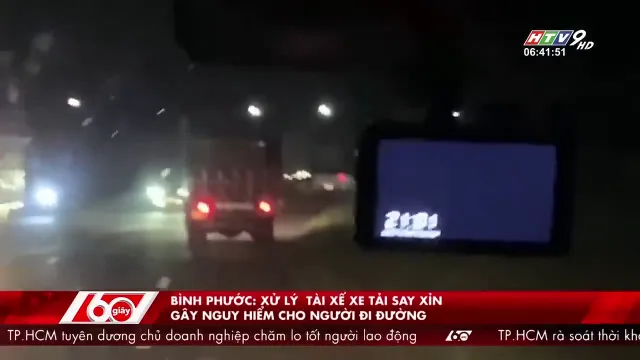 HTV9 HD
06:41:51
21:01
60 giây
BÌNH PHƯỚC: XỬ LÝ TÀI XẾ XE TẢI SAY XỈN
GÂY NGUY HIỂM CHO NGƯỜI ĐI ĐƯỜNG
TP.HCM tuyên dương chủ doanh nghiệp chăm lo tốt người lao động 60 TP.HCM rà soát thời kh